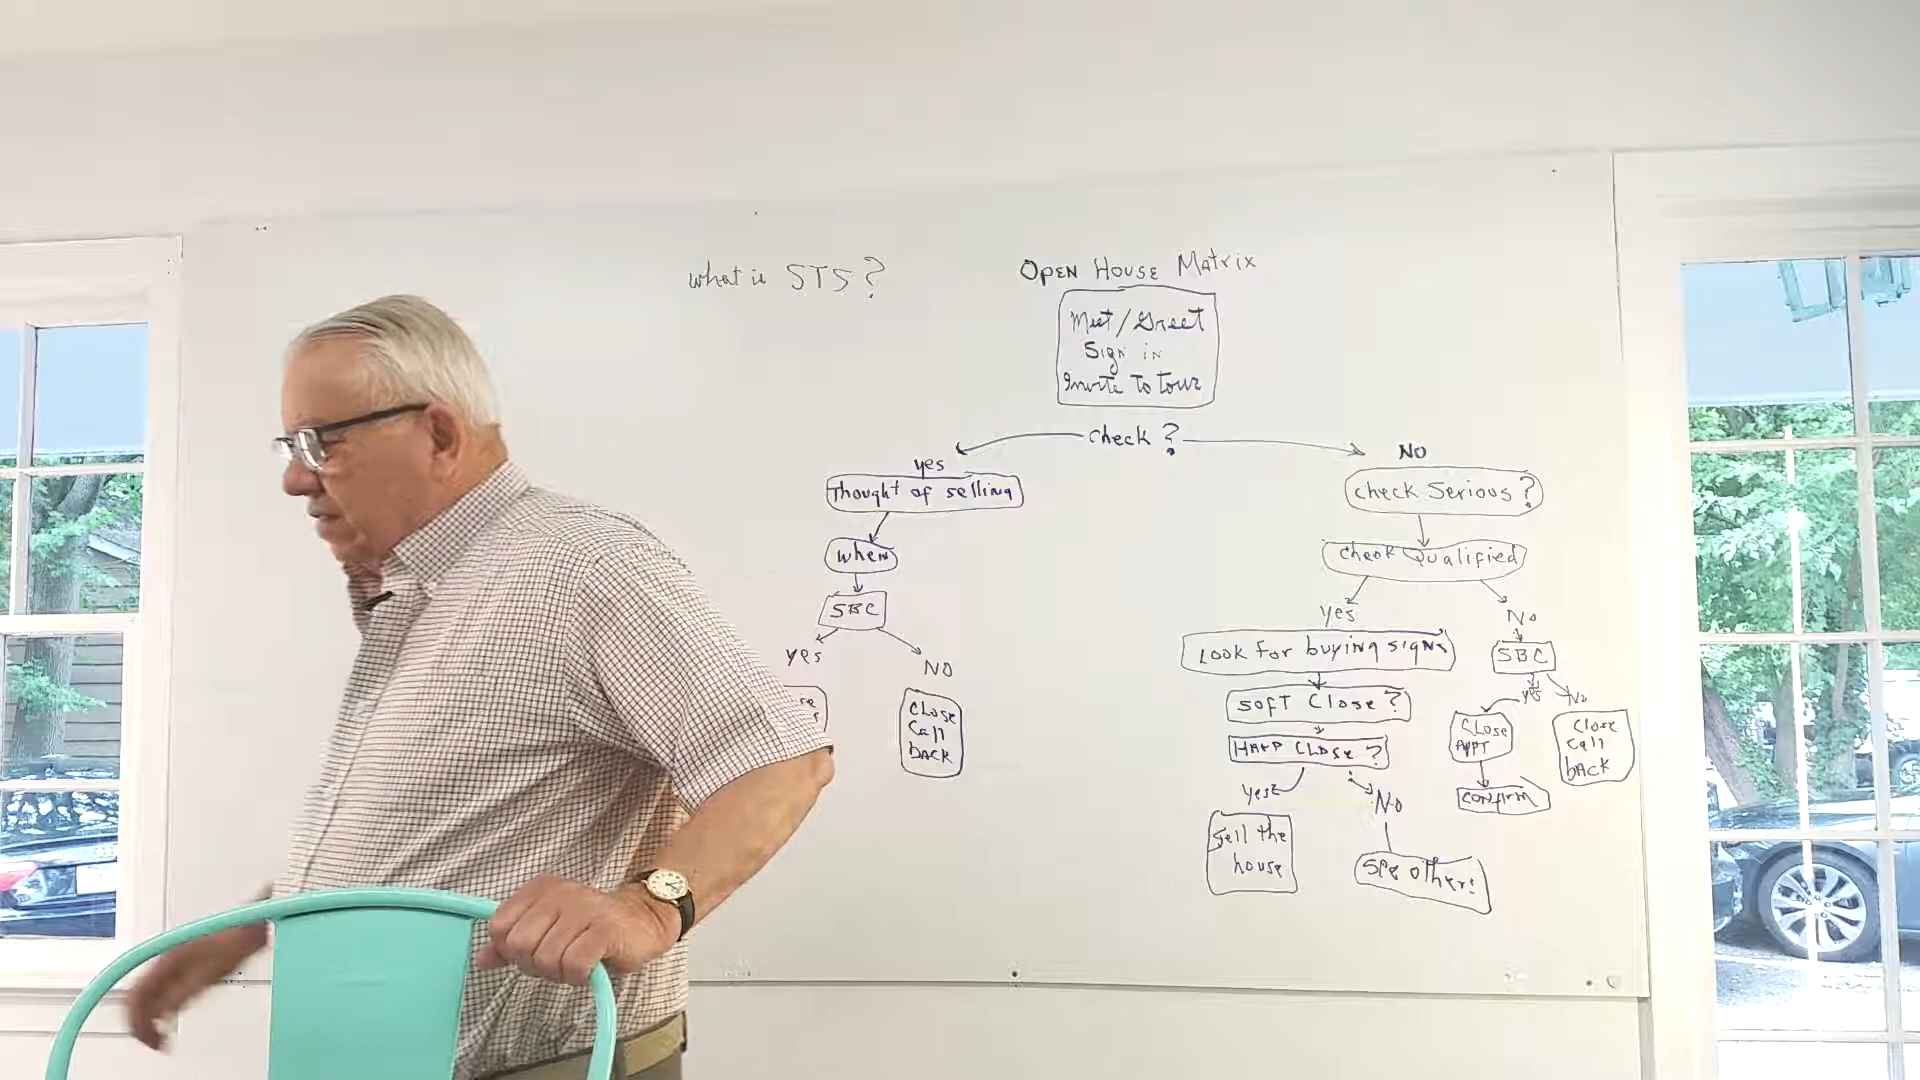 what is STS?
OPEN HOUSE MATRIX
Meet/Greet
Sign in
Invite To Tour
check?
yes
NO
Thought of selling
check Serious?
when
check Qualified
SBC
yes
NO
yes
No
Look for buying signs
SBC
yes
No
CLOSE
Call
BACK
SOFT Close?
HARD CLOSE?
CLOSE
APPT
Close
Call
bACK
yes
No
CONFIRM
Sell the
house
See others